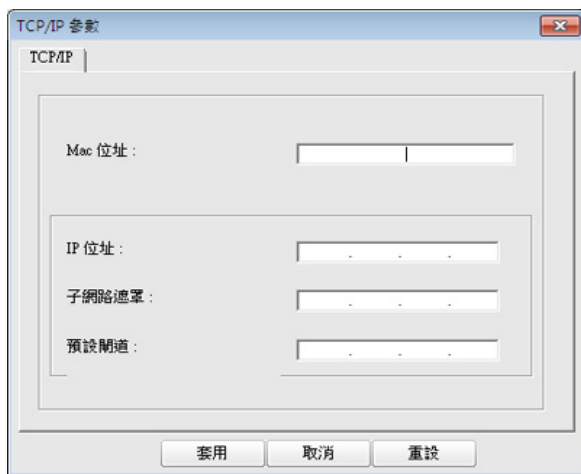 TCP/IP 參數
TCP/IP
Mac 位址 :
IP 位址 :
. . .
子網路遮罩 :
. . .
預設閘道 :
. . .
套用 取消 重設